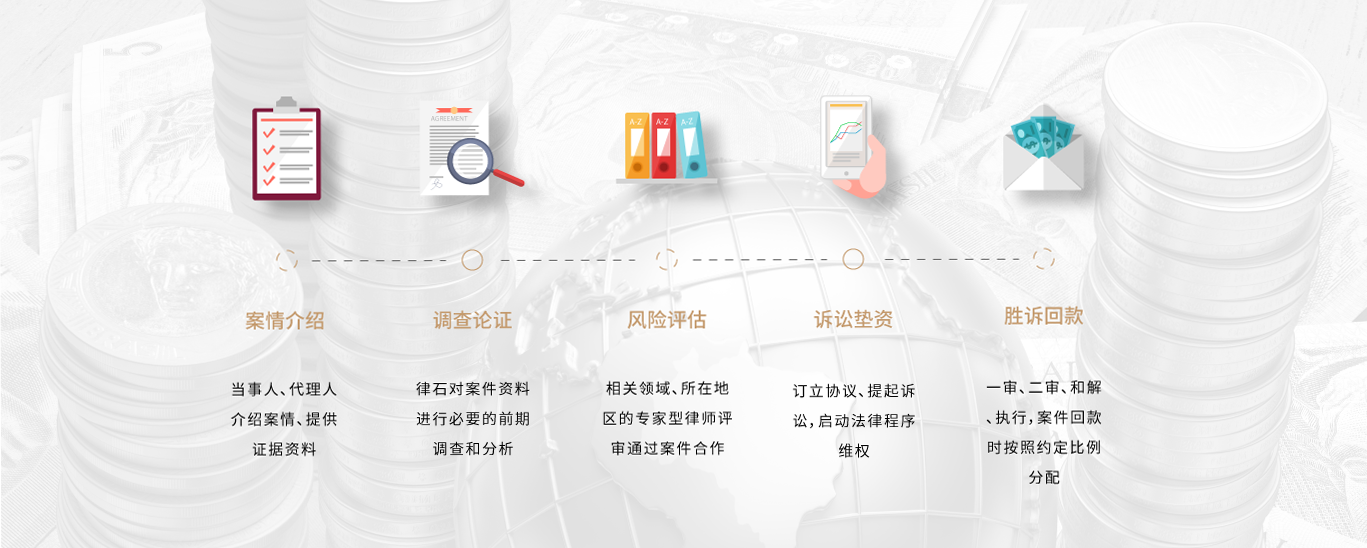 AGREEMENT
A-Z
A-Z
A-Z
案情介绍
当事人、代理人
介绍案情、提供
证据资料
调查论证
律石对案件资料
进行必要的前期
调查和分析
风险评估
相关领域、所在地
区的专家型律师评
审通过案件合作
诉讼垫资
订立协议、提起诉
讼,启动法律程序
维权
胜诉回款
一审、二审、和解
、执行,案件回款
时按照约定比例
分配